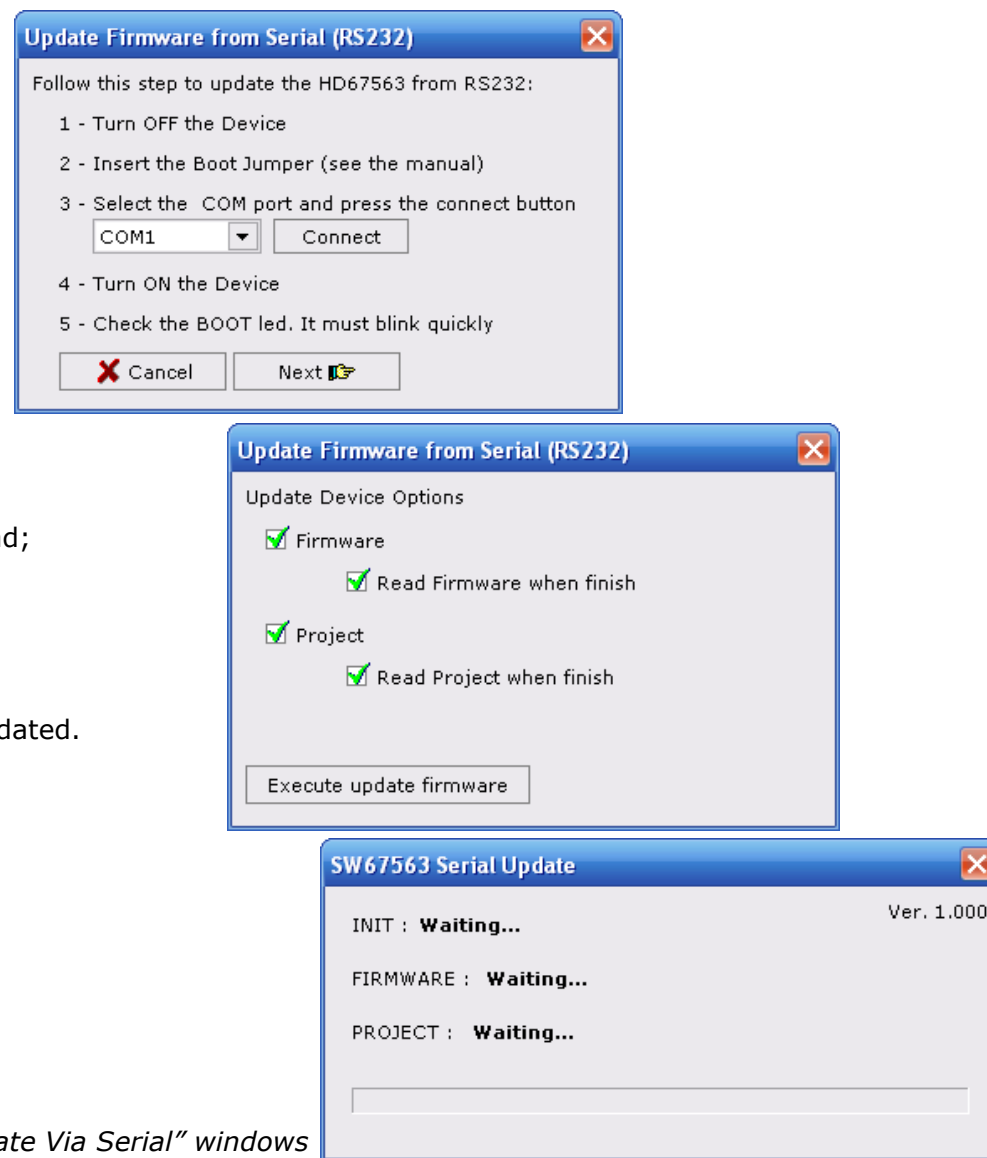 Update Firmware from Serial (RS232)
Follow this step to update the HD67563 from RS232:
1 - Turn OFF the Device
2 - Insert the Boot Jumper (see the manual)
3 - Select the COM port and press the connect button
COM1 Connect
4 - Turn ON the Device
5 - Check the BOOT led. It must blink quickly
Cancel Next
Update Firmware from Serial (RS232)
Update Device Options
Firmware
Read Firmware when finish
Project
Read Project when finish
Execute update firmware
SW67563 Serial Update
Ver. 1.000
INIT : Waiting...
FIRMWARE : Waiting...
PROJECT : Waiting...
Via Serial” windows